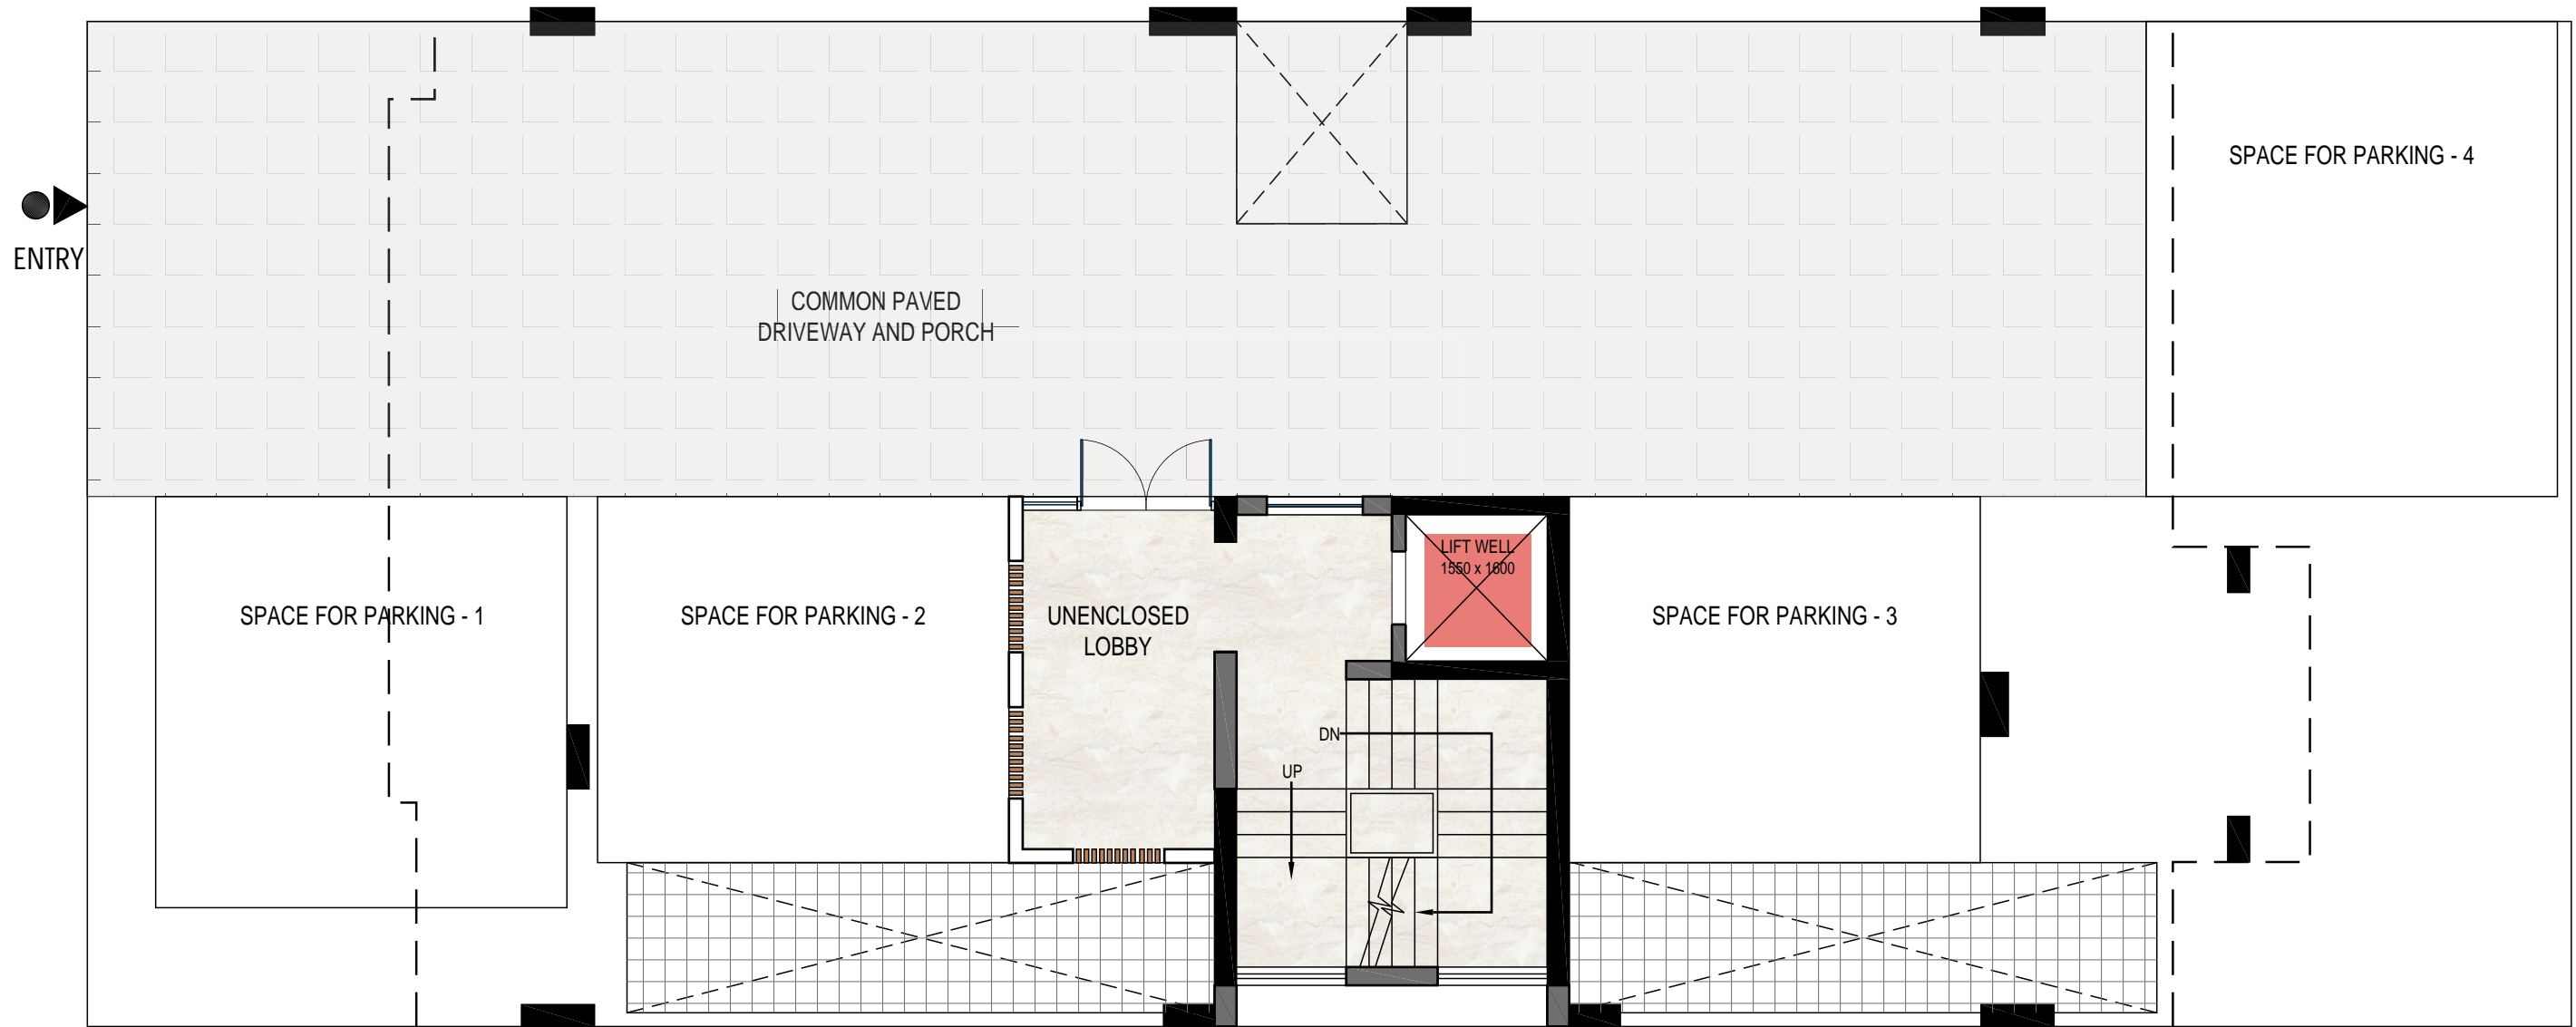 SPACE FOR PARKING - 4
ENTRY
COMMON PAVED
DRIVEWAY AND PORCH
LIFT WELL
1550 x 1600
SPACE FOR PARKING - 1
SPACE FOR PARKING - 2
UNENCLOSED
LOBBY
SPACE FOR PARKING - 3
DN
UP